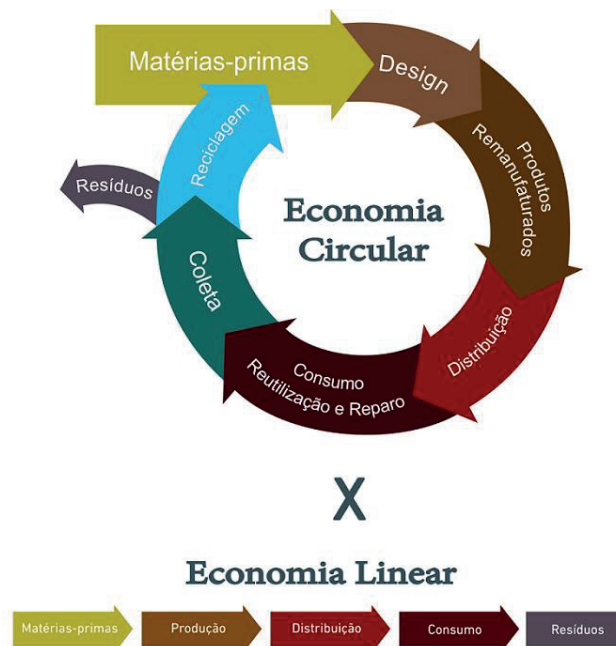 Matérias-primas
Design
Produtos
Remanufaturados
Distribuição
Consumo
Reutilização e Reparo
Coleta
Reciclagem
Resíduos
Economia
Circular
X
Economia Linear
Matérias-primas
Produção
Distribuição
Consumo
Resíduos